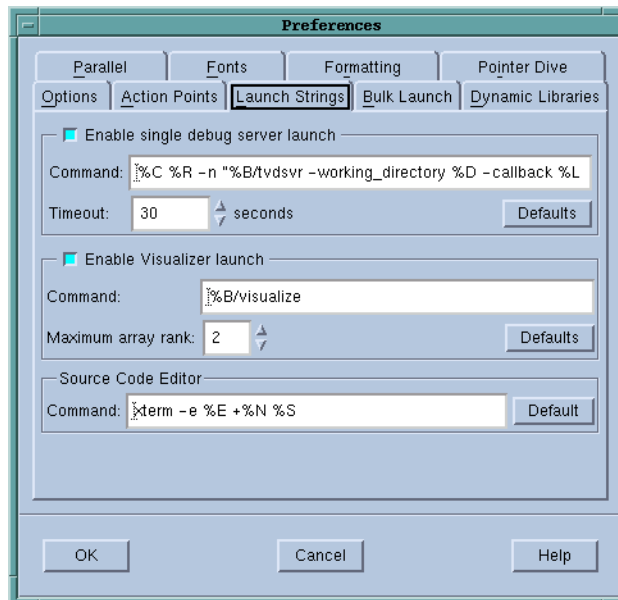 Preferences
Parallel Fonts Formatting Pointer Dive
Options Action Points Launch Strings Bulk Launch Dynamic Libraries
Enable single debug server launch
Command: %C %R -n "%B/tvdsvr -working_directory %D -callback %L
Timeout: 30 seconds Defaults
Enable Visualizer launch
Command: %B/visualize
Maximum array rank: 2 Defaults
Source Code Editor
Command: xterm -e %E +%N %S Default
OK Cancel Help